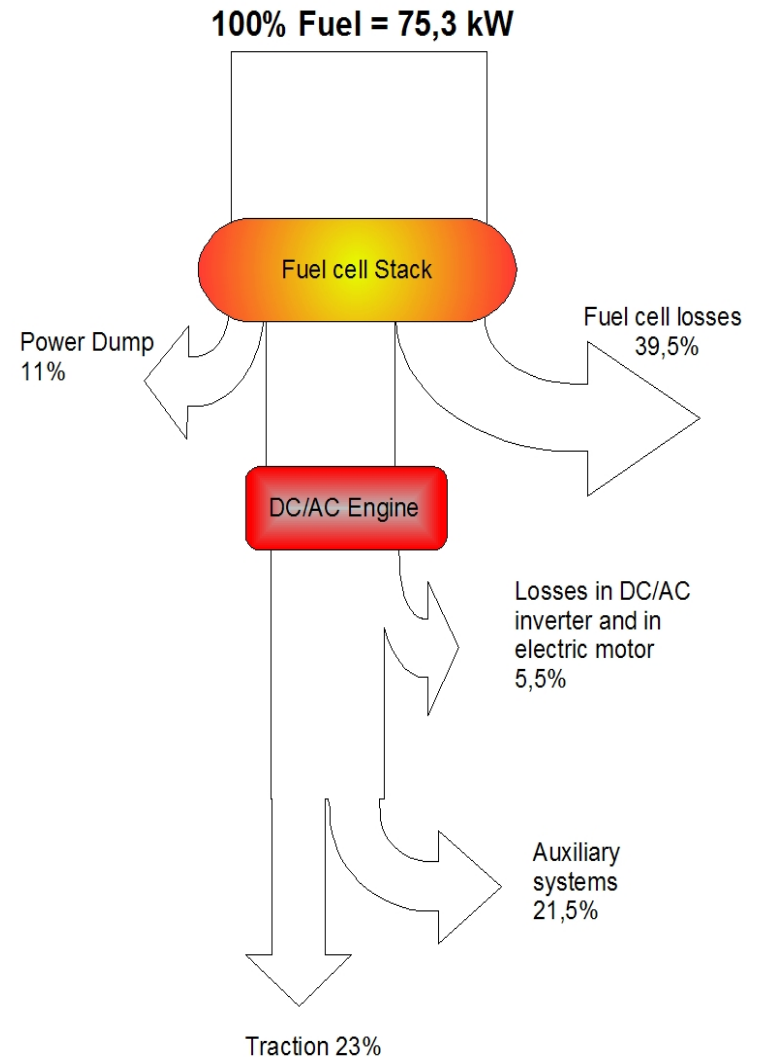 100% Fuel = 75,3 kW
Fuel cell Stack
Power Dump
11%
Fuel cell losses
39,5%
DC/AC Engine
Losses in DC/AC
inverter and in
electric motor
5,5%
Auxiliary
systems
21,5%
Traction 23%